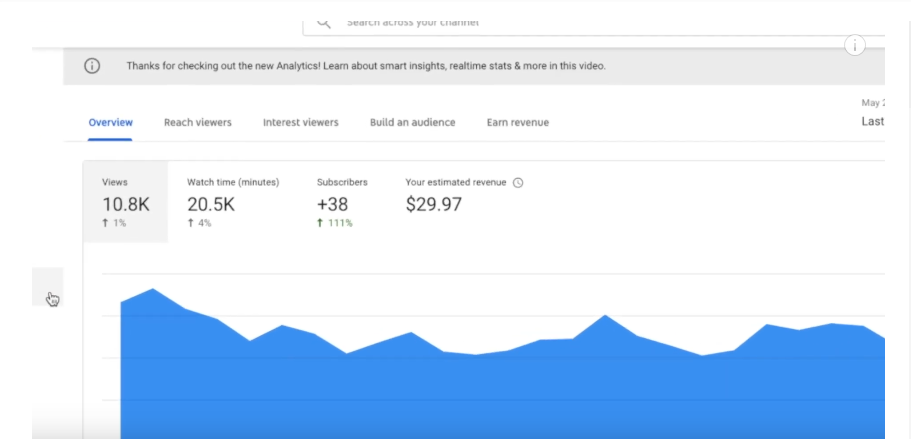 Search across your channel
Thanks for checking out the new Analytics! Learn about smart insights, realtime stats & more in this video.
May 2
Last
Overview Reach viewers Interest viewers Build an audience Earn revenue
Views Watch time (minutes) Subscribers Your estimated revenue
10.8K 20.5K +38 $29.97
↑ 1% ↑ 4% ↑ 111%